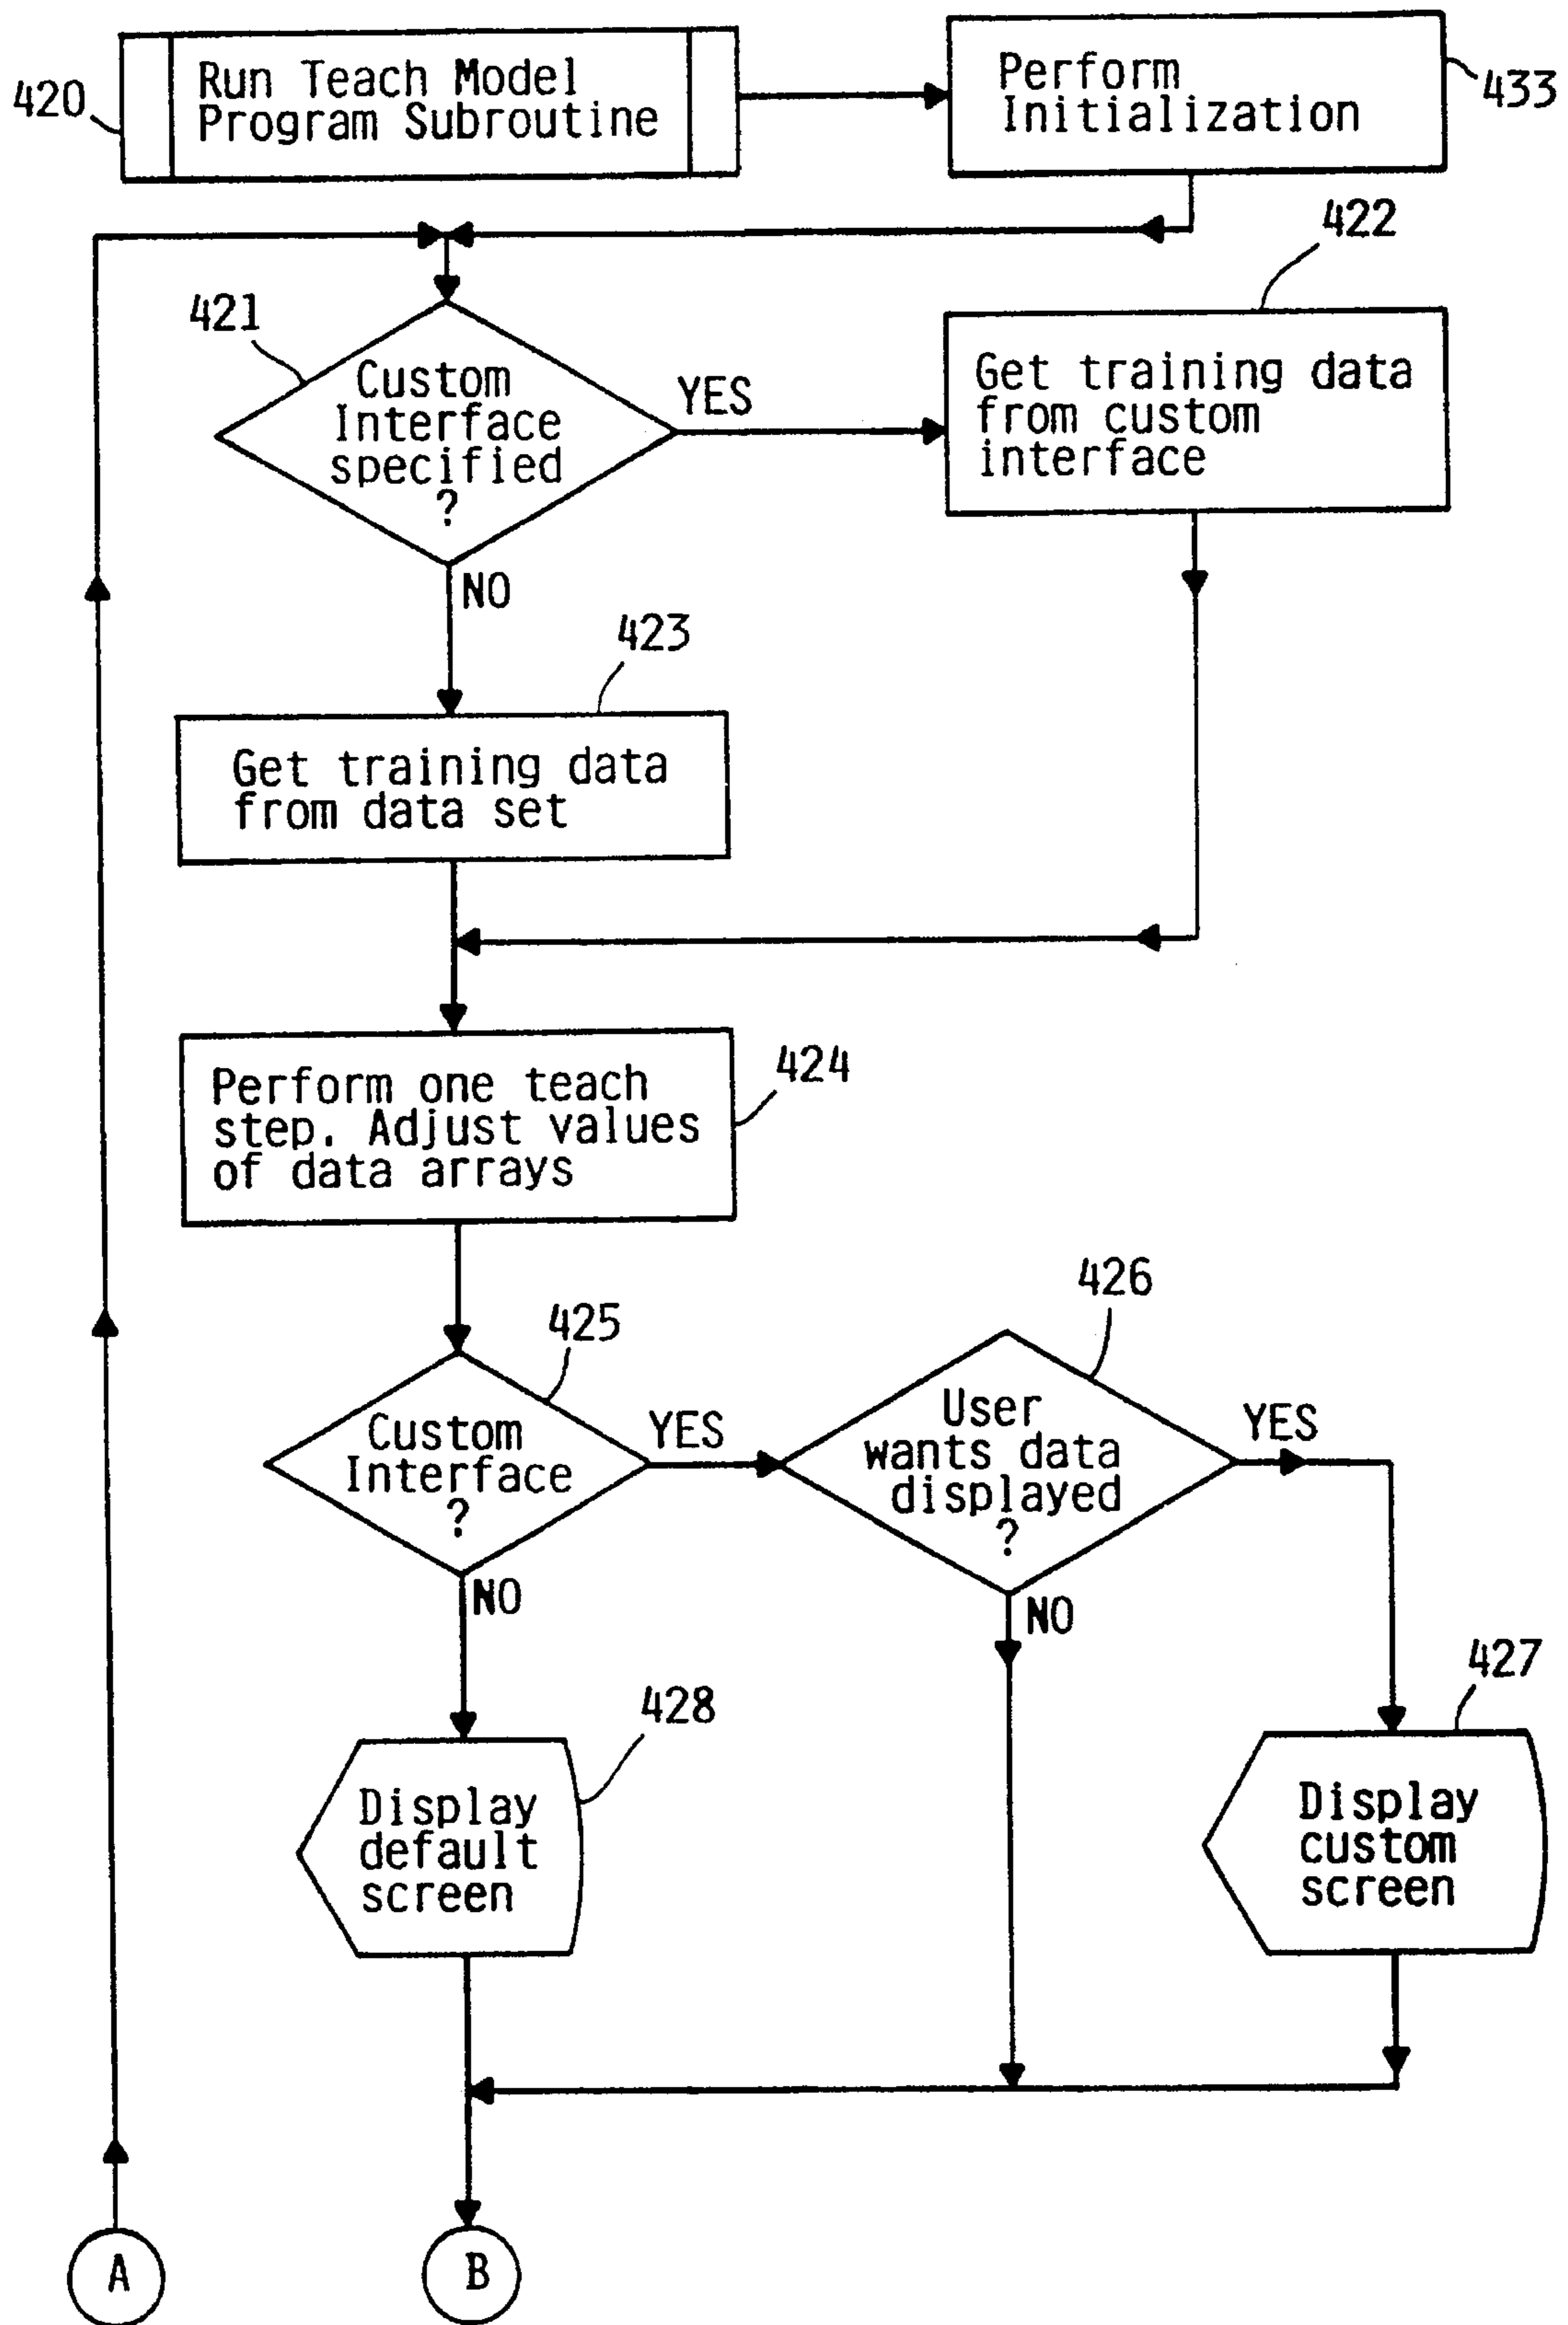 420
Run Teach Model
Program Subroutine
Perform
Initialization
433
421
Custom
Interface
specified
?
YES
NO
422
Get training data
from custom
interface
423
Get training data
from data set
424
Perform one teach
step. Adjust values
of data arrays
425
Custom
Interface
?
YES
NO
426
User
wants data
displayed
?
YES
NO
428
Display
default
screen
427
Display
custom
screen
A
B